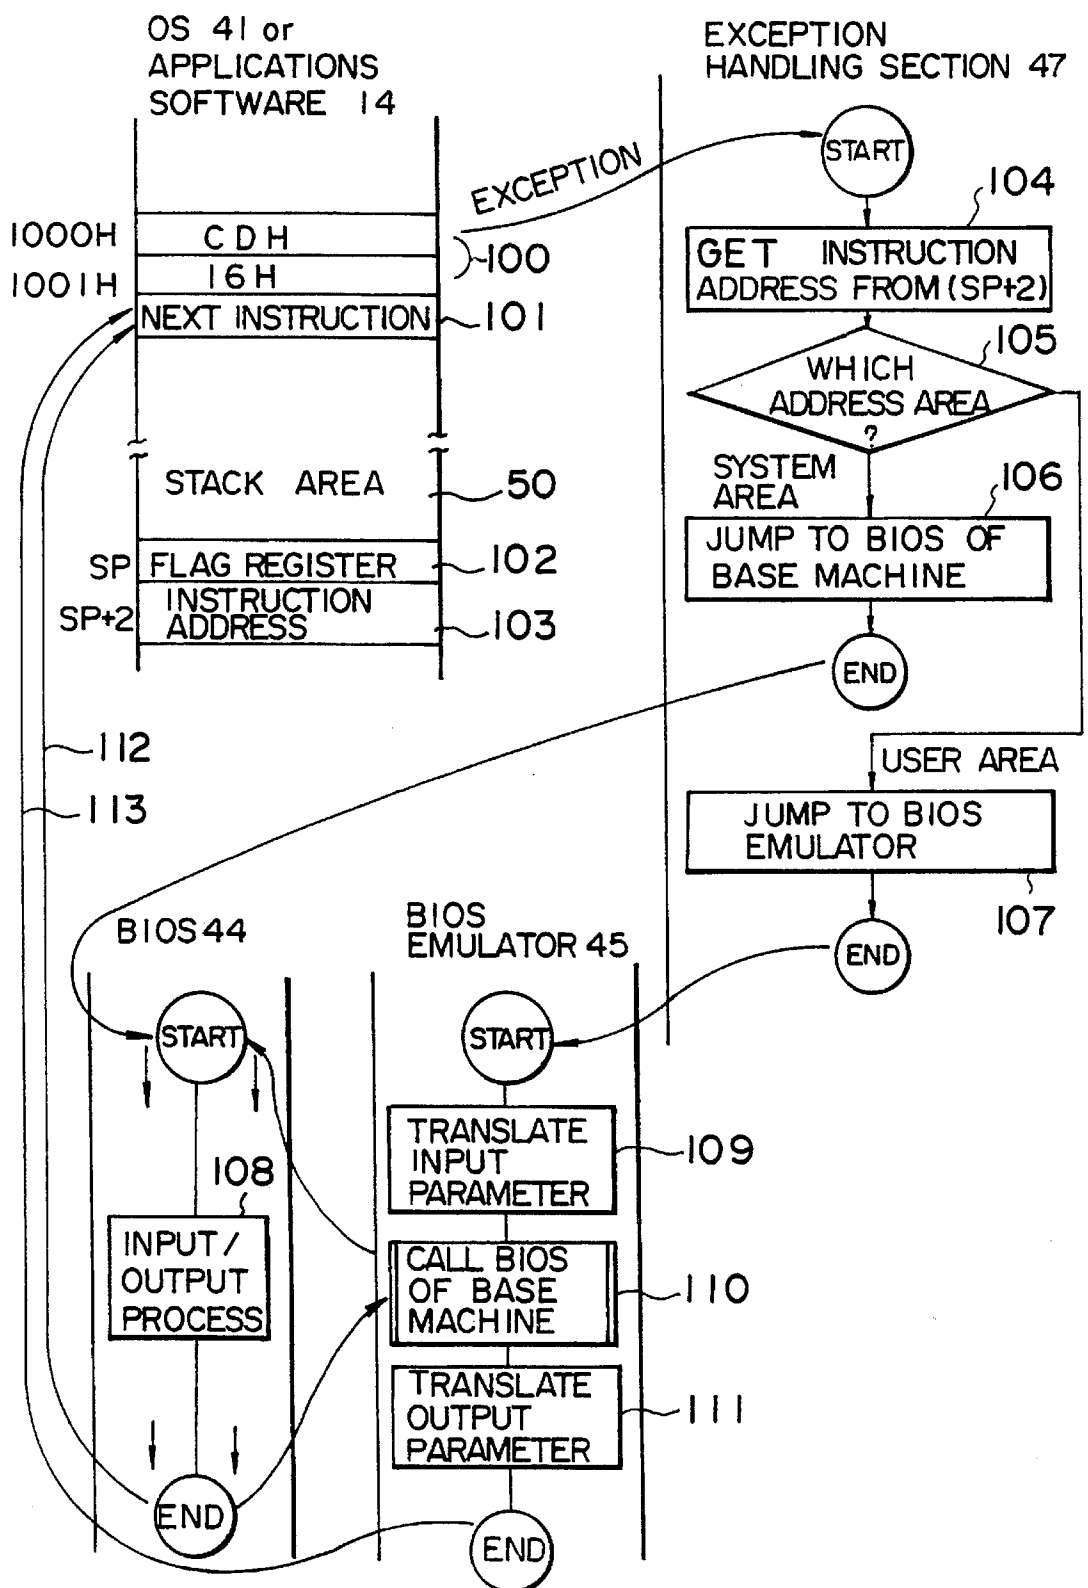 OS 41 or
APPLICATIONS
SOFTWARE 14
EXCEPTION
HANDLING SECTION 47
START
EXCEPTION
104
1000H
CDH
100
GET INSTRUCTION
ADDRESS FROM (SP+2)
1001H
16H
NEXT INSTRUCTION
101
105
WHICH
ADDRESS AREA
?
STACK AREA
50
SYSTEM
AREA
106
JUMP TO BIOS OF
BASE MACHINE
SP
FLAG REGISTER
102
SP+2
INSTRUCTION
ADDRESS
103
END
112
USER AREA
113
JUMP TO BIOS
EMULATOR
107
BIOS 44
BIOS
EMULATOR 45
END
START
START
TRANSLATE
INPUT
PARAMETER
109
108
INPUT/
OUTPUT
PROCESS
CALL BIOS
OF BASE
MACHINE
110
TRANSLATE
OUTPUT
PARAMETER
111
END
END